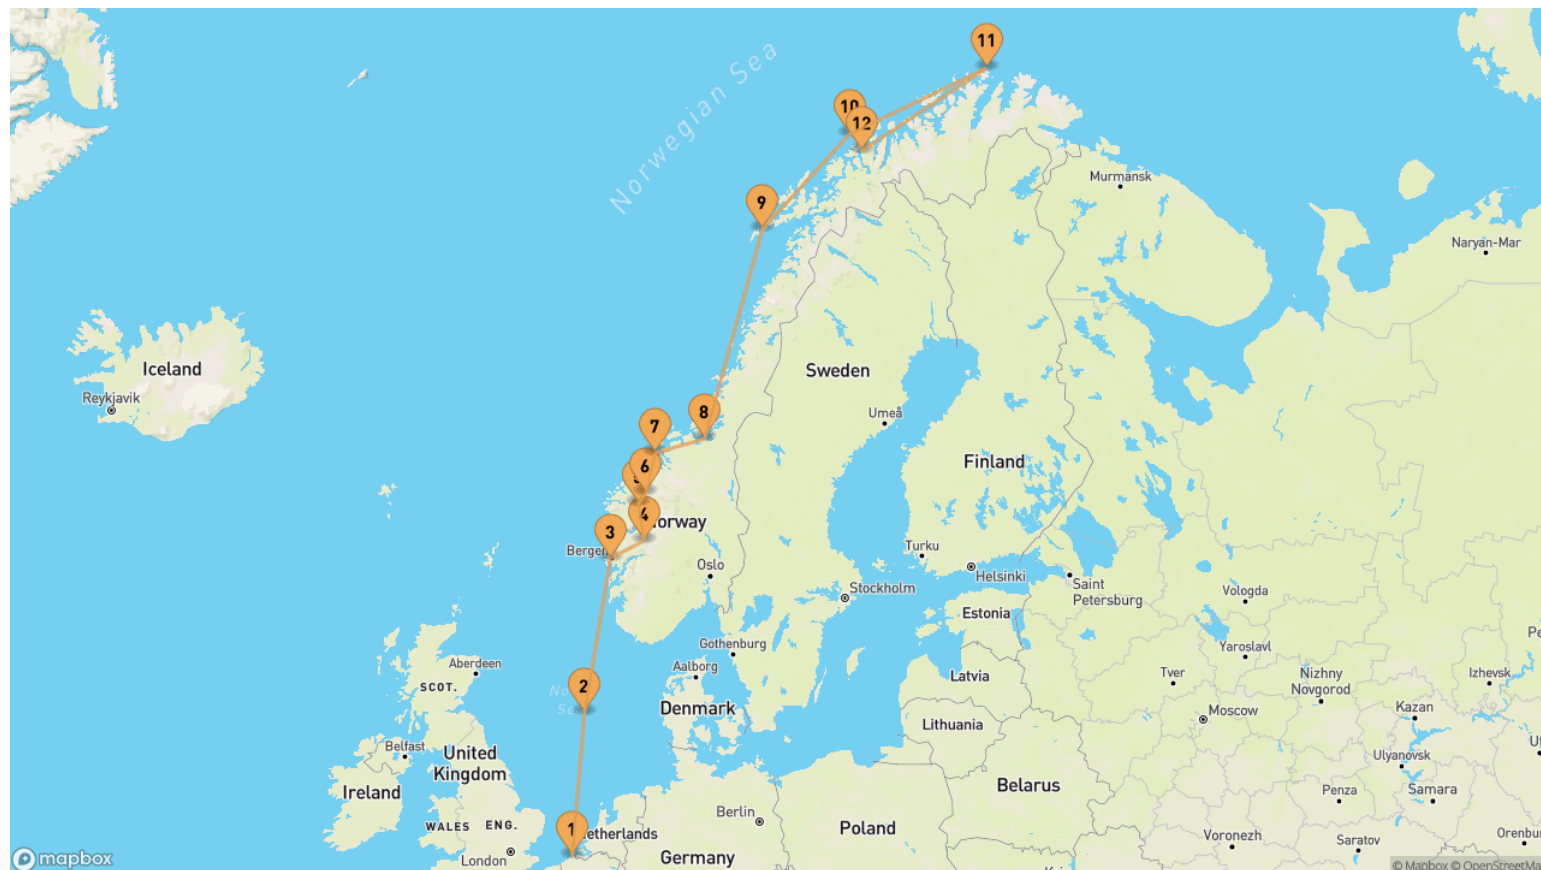 11
10
12
Norwegian Sea
Murmansk
9
Naryan-Mar
Iceland
Reykjavik
Sweden
8
Umeå
7
6
5
Finland
4
Norway
3
Bergen
Oslo
Turku
Helsinki
Stockholm
Saint
Petersburg
Vologda
Estonia
Gothenburg
Yaroslavl
Aberdeen
Aalborg
SCOT.
2
Latvia
Tver
Nizhny
Novgorod
Izhevsk
Denmark
Lithuania
Moscow
Kazan
Belfast
United
Kingdom
Ulyanovsk
Ireland
Belarus
Penza
Samara
Berlin
WALES
ENG.
1
etherlands
Poland
Voronezh
Saratov
Orenbu
London
Germany
mapbox
© Mapbox © OpenStreetMa